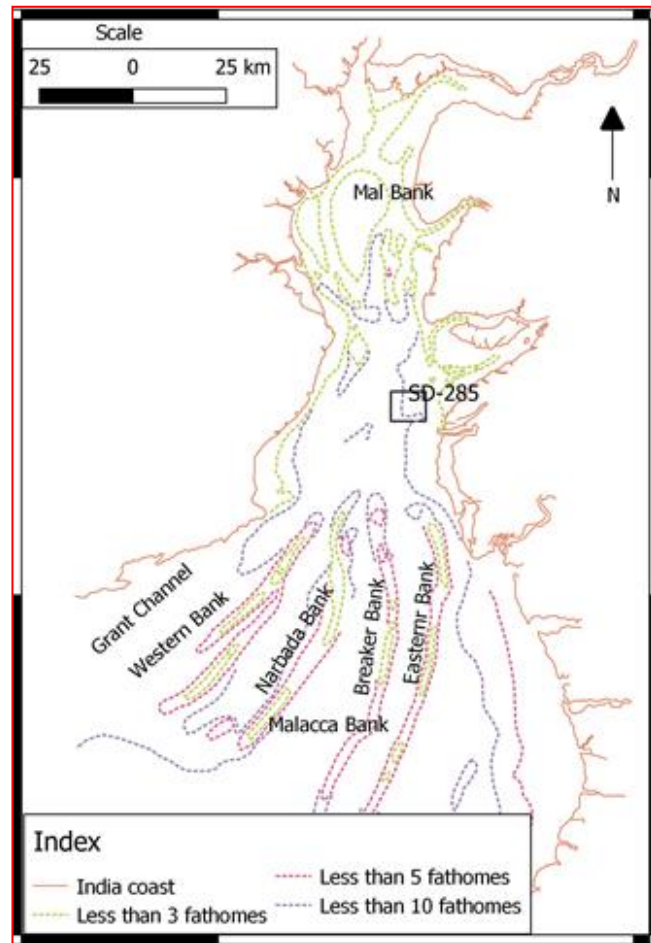 Scale
25 0 25 km
N
Mal Bank
SD-285
Grant Channel
Western Bank
Narbada Bank
Breaker Bank
Easternr Bank
Malacca Bank
Index
India coast
Less than 3 fathomes
Less than 5 fathomes
Less than 10 fathomes